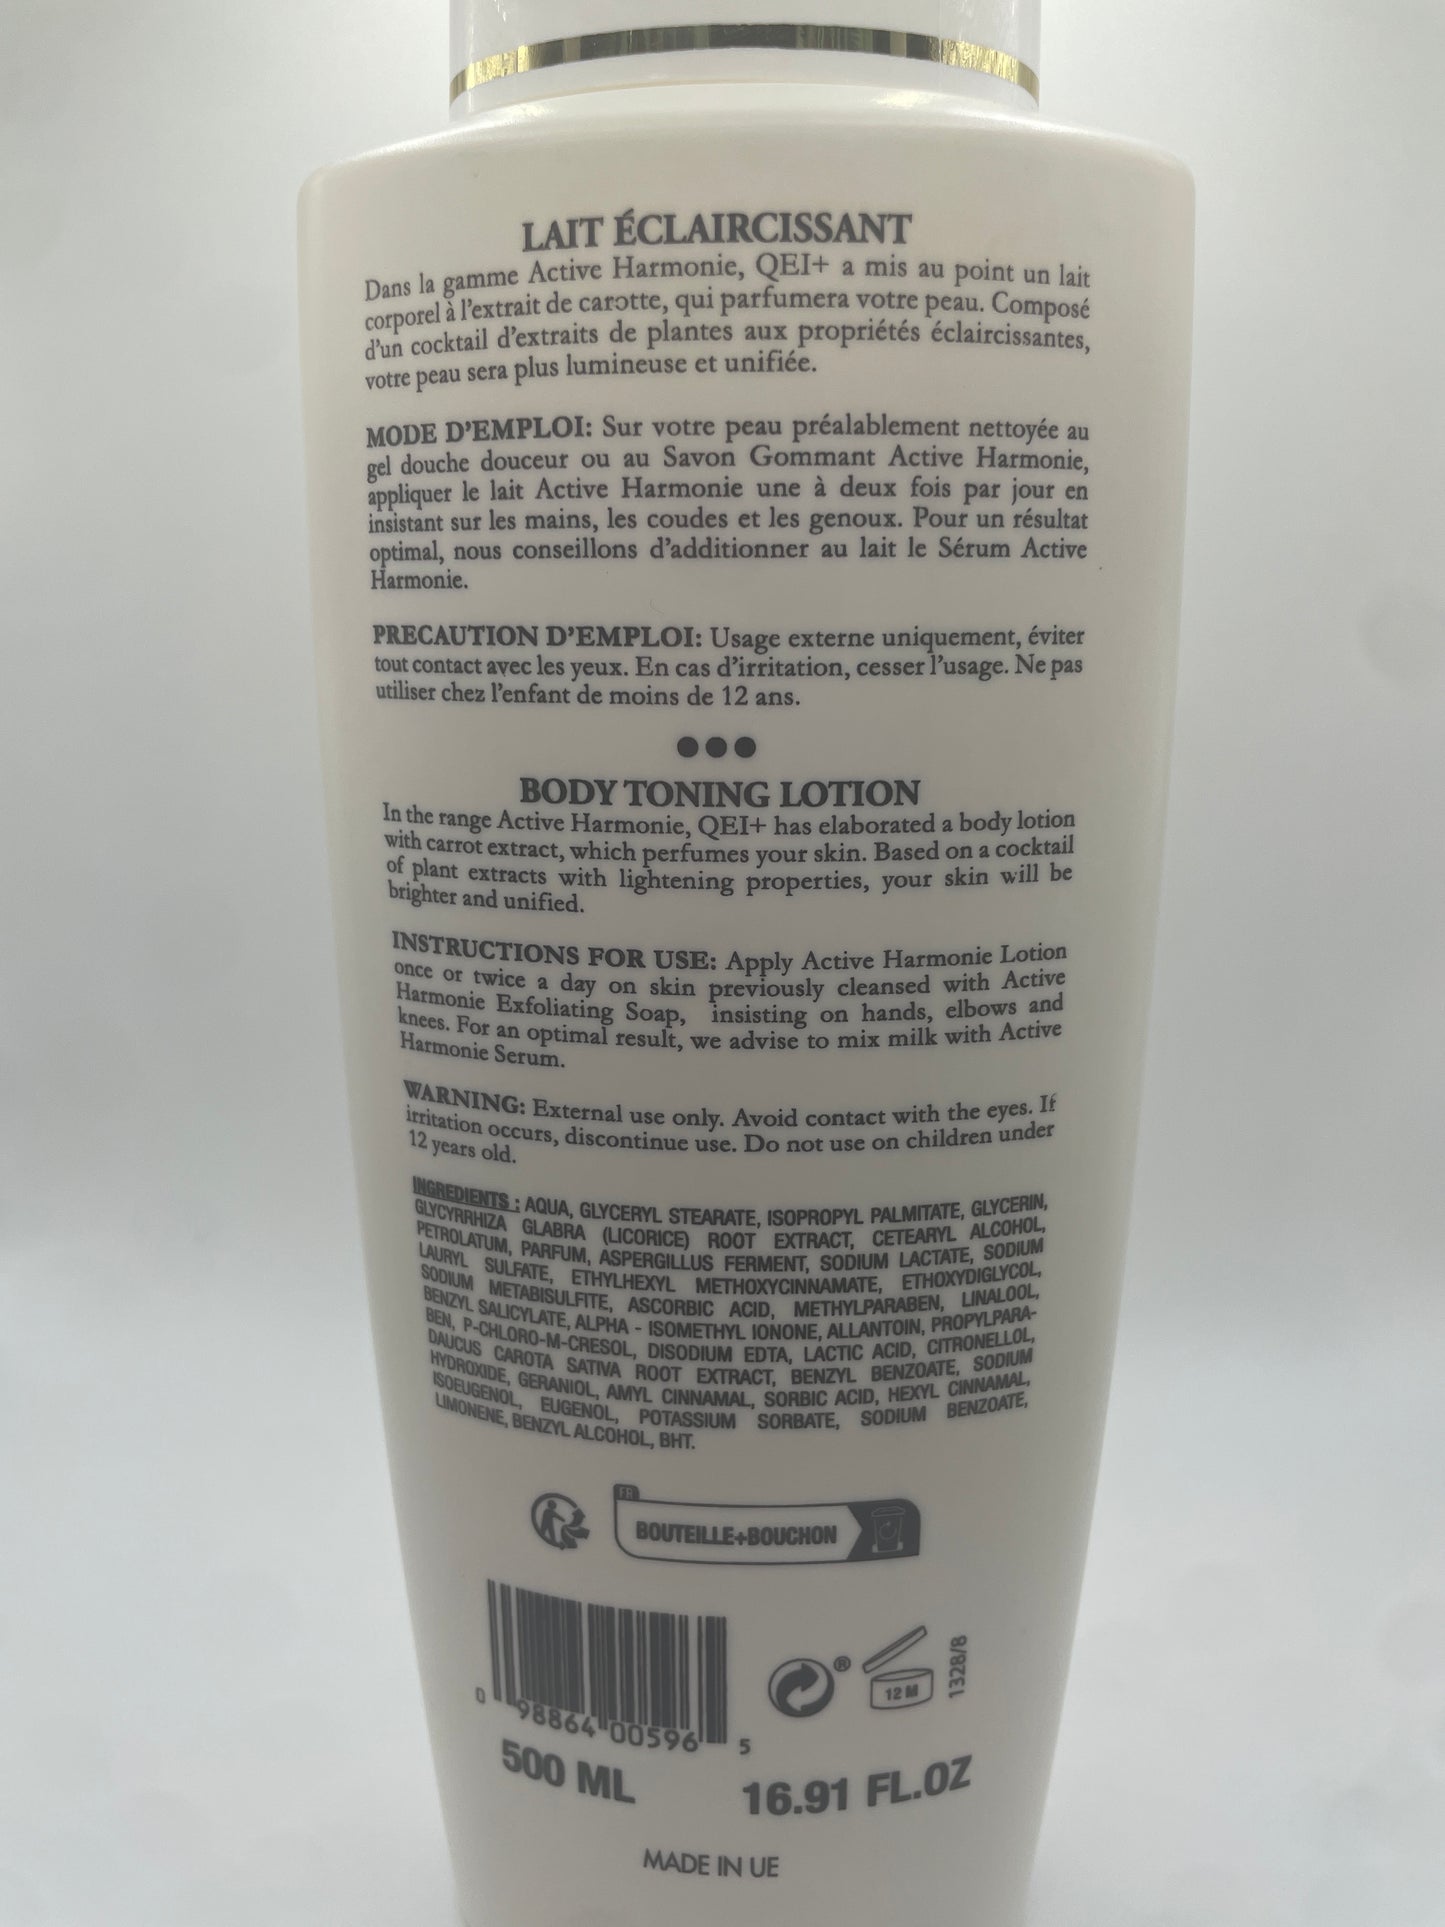 LAIT ÉCLAIRCISSANT
Dans la gamme Active Harmonie, QEI+ a mis au point un lait
corporel à l'extrait de carotte, qui parfumera votre peau. Composé
d'un cocktail d'extraits de plantes aux propriétés éclaircissantes,
votre peau sera plus lumineuse et unifiée.
MODE D'EMPLOI: Sur votre peau préalablement nettoyée au
gel douche douceur ou au Savon Gommant Active Harmonie,
appliquer le lait Active Harmonie une à deux fois par jour en
insistant sur les mains, les coudes et les genoux. Pour un résultat
optimal, nous conseillons d'additionner au lait le Sérum Active
Harmonie.
PRECAUTION D'EMPLOI: Usage externe uniquement, éviter
tout contact avec les yeux. En cas d'irritation, cesser l'usage. Ne pas
utiliser chez l'enfant de moins de 12 ans.
BODY TONING LOTION
In the range Active Harmonie, QEI+ has elaborated a body lotion
with carrot extract, which perfumes your skin. Based on a cocktail
of plant extracts with lightening properties, your skin will be
brighter and unified.
INSTRUCTIONS FOR USE: Apply Active Harmonie Lotion
once or twice a day on skin previously cleansed with Active
Harmonie Exfoliating Soap, insisting on hands, elbows and
knees. For an optimal result, we advise to mix milk with Active
Harmonie Serum.
WARNING: External use only. Avoid contact with the eyes. If
irritation occurs, discontinue use. Do not use on children under
12 years old.
INGREDIENTS : AQUA, GLYCERYL STEARATE, ISOPROPYL PALMITATE, GLYCERIN,
GLYCYRRHIZA GLABRA (LICORICE) ROOT EXTRACT, CETEARYL ALCOHOL,
PETROLATUM, PARFUM, ASPERGILLUS FERMENT, SODIUM LACTATE, SODIUM
LAURYL SULFATE, ETHYLHEXYL METHOXYCINNAMATE, ETHOXYDIGLYCOL,
SODIUM METABISULFITE, ASCORBIC ACID, METHYLPARABEN, LINALOOL,
BENZYL SALICYLATE, ALPHA - ISOMETHYL IONONE, ALLANTOIN, PROPYLPARA-
BEN, P-CHLORO-M-CRESOL, DISODIUM EDTA, LACTIC ACID, CITRONELLOL,
DAUCUS CAROTA SATIVA ROOT EXTRACT, BENZYL BENZOATE, SODIUM
HYDROXIDE, GERANIOL, AMYL CINNAMAL, SORBIC ACID, HEXYL CINNAMAL,
ISOEUGENOL, EUGENOL, POTASSIUM SORBATE, SODIUM BENZOATE,
LIMONENE, BENZYL ALCOHOL, BHT.
FR
BOUTEILLE+BOUCHON
®
12 M
1328/8
0 98864 00596 5
500 ML
16.91 FL.OZ
MADE IN UE